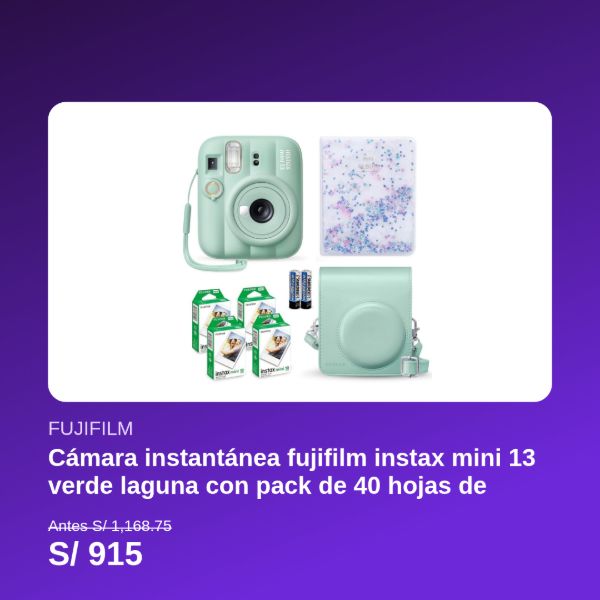 FUJIFILM
Cámara instantánea fujifilm instax mini 13
verde laguna con pack de 40 hojas de
Antes S/ 1,168.75
S/ 915